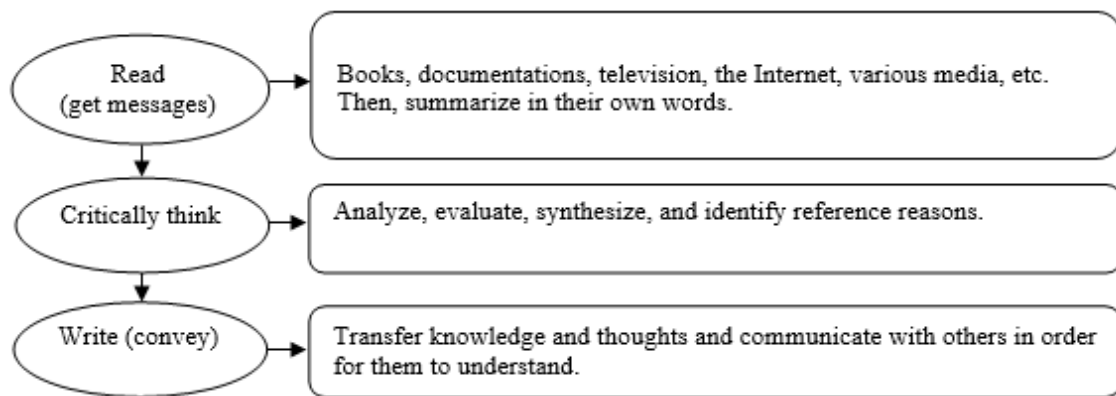 Read
(get messages)
Books, documentations, television, the Internet, various media, etc.
Then, summarize in their own words.
Critically think
Analyze, evaluate, synthesize, and identify reference reasons.
Write (convey)
Transfer knowledge and thoughts and communicate with others in order
for them to understand.